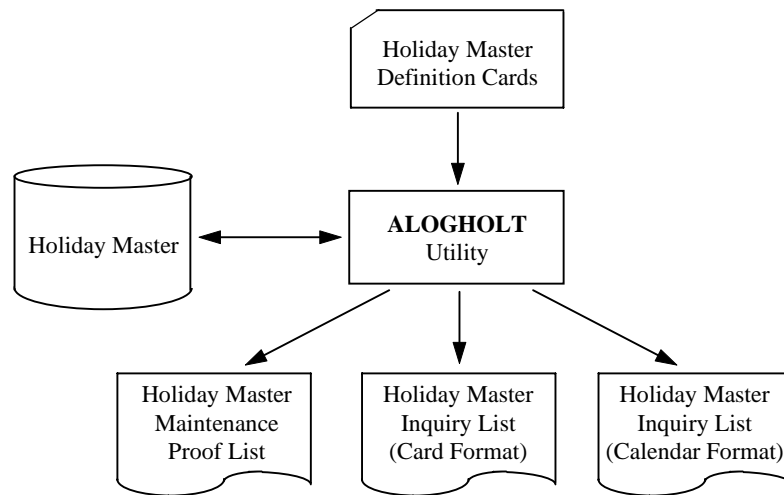 Holiday Master
Definition Cards
Holiday Master
ALOGHOLT
Utility
Holiday Master
Maintenance
Proof List
Holiday Master
Inquiry List
(Card Format)
Holiday Master
Inquiry List
(Calendar Format)